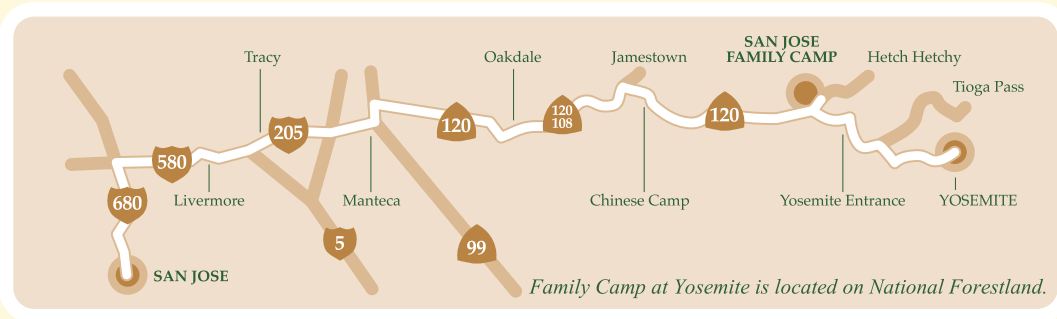 SAN JOSE
FAMILY CAMP
Tracy
Oakdale
Jamestown
Hetch Hetchy
Tioga Pass
120
108
120
120
205
580
Livermore
Manteca
Chinese Camp
Yosemite Entrance
YOSEMITE
680
5
99
SAN JOSE
Family Camp at Yosemite is located on National Forestland.